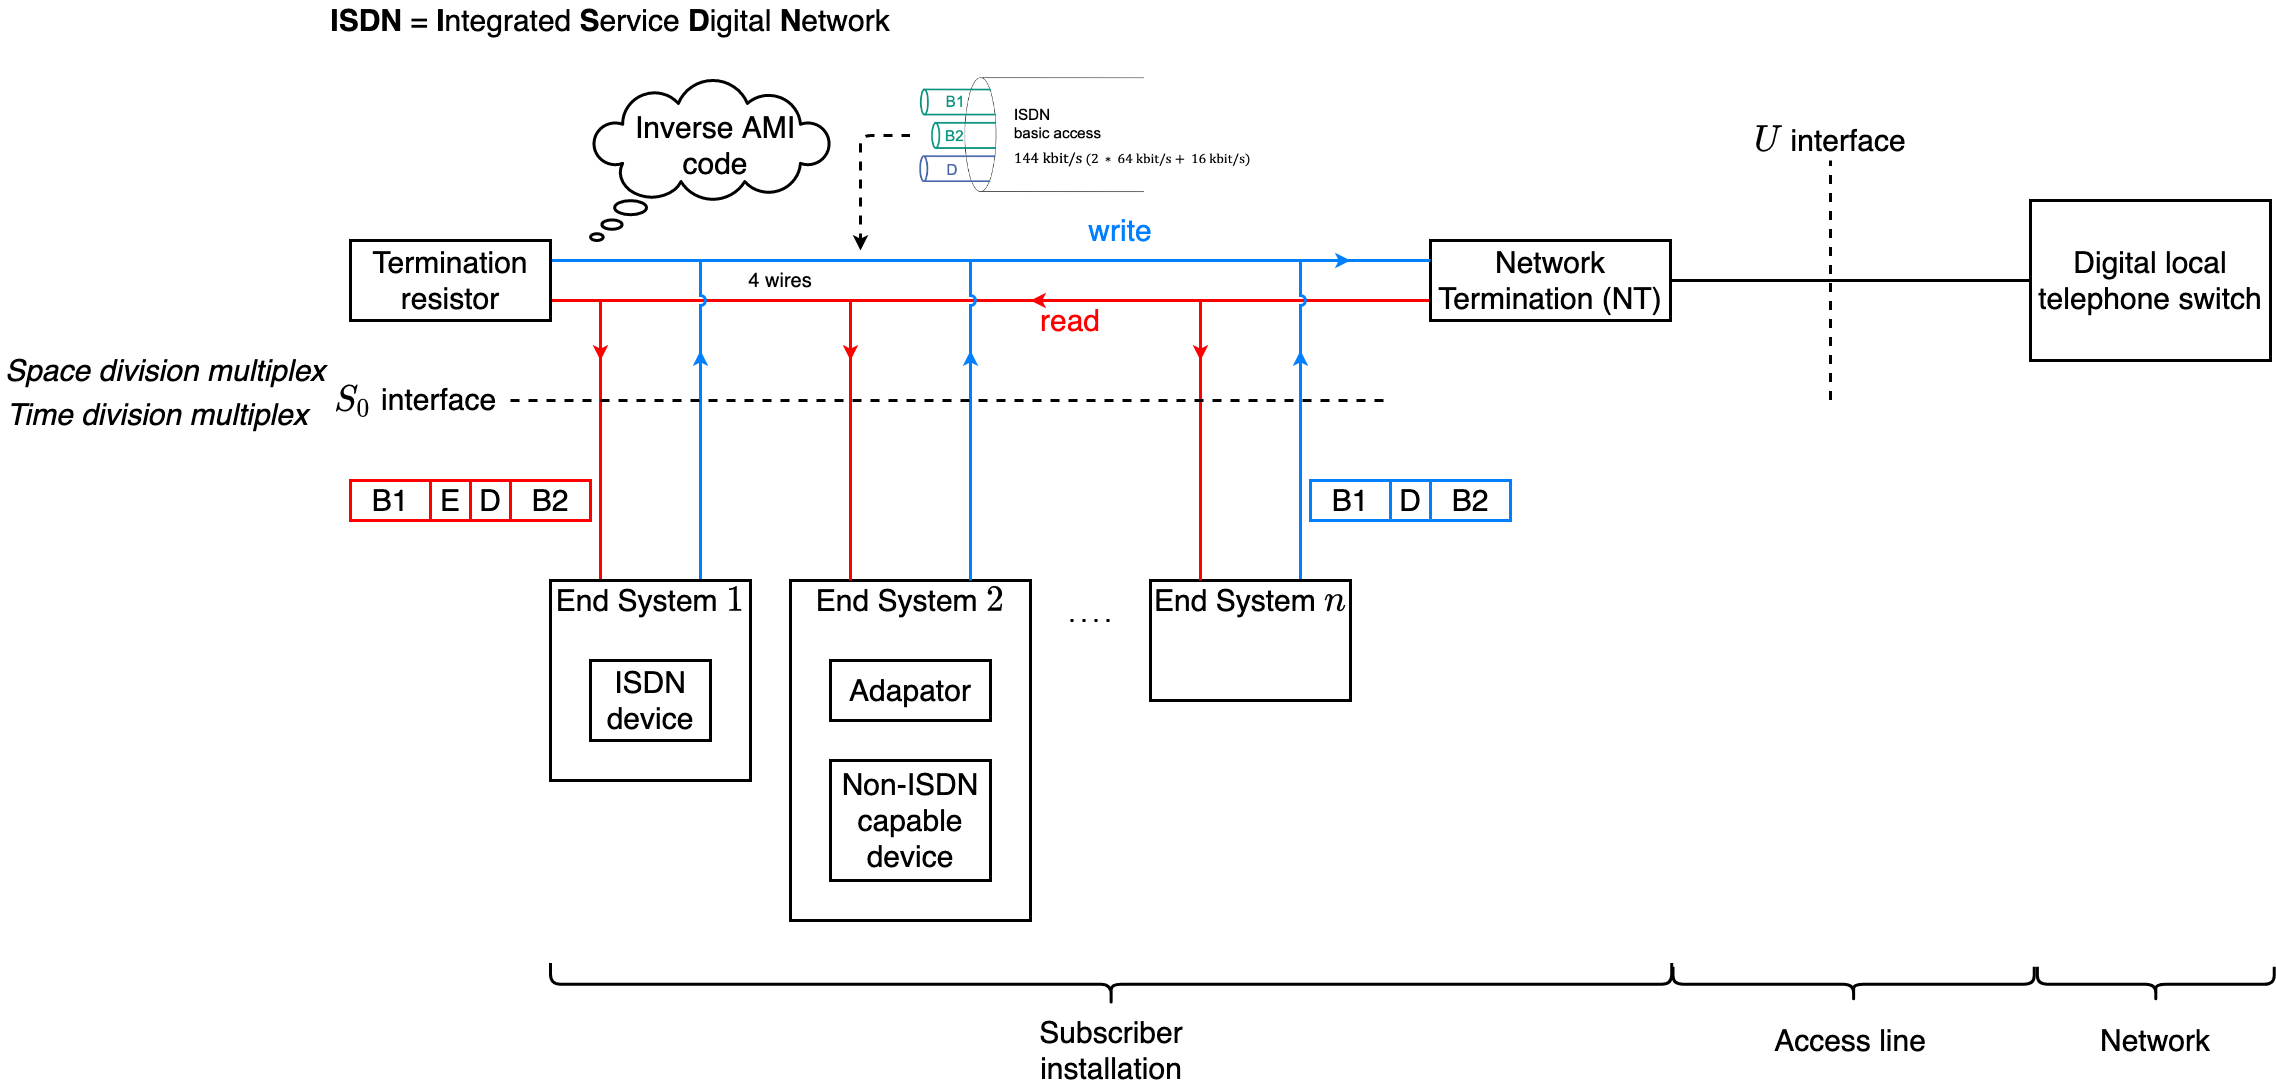 ISDN = Integrated Service Digital Network
Inverse AMI
code
B1
B2
D
ISDN
basic access
144 kbit/s (2 * 64 kbit/s + 16 kbit/s)
U interface
write
Termination
resistor
4 wires
read
Network
Termination (NT)
Digital local
telephone switch
Space division multiplex
Time division multiplex
S0 interface
B1 E D B2
B1 D B2
End System 1
ISDN
device
End System 2
Adapator
Non-ISDN
capable
device
....
End System n
Subscriber
installation
Access line
Network